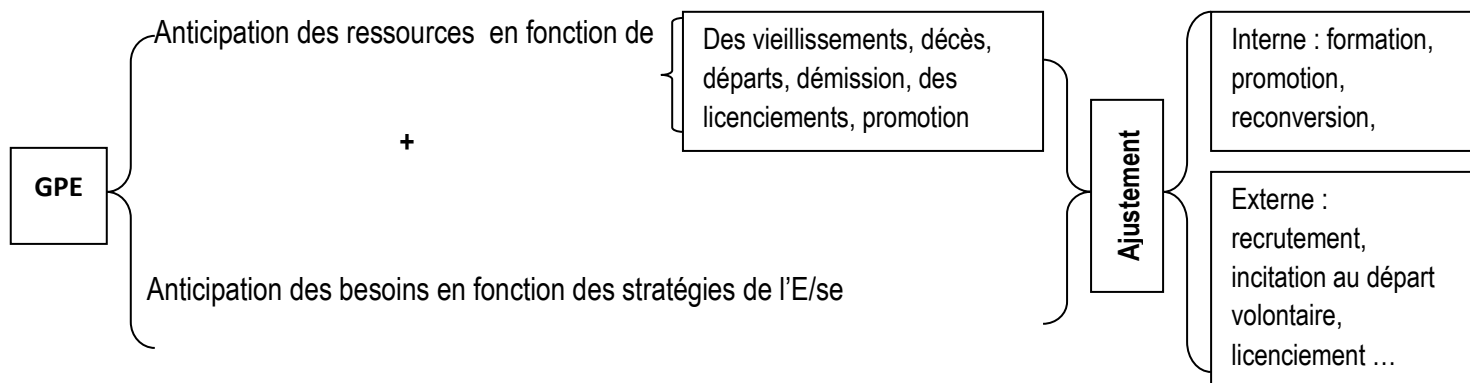 GPE
Anticipation des ressources en fonction de
+
Anticipation des besoins en fonction des stratégies de l'E/se
Des vieillissements, décès,
départs, démission, des
licenciements, promotion
Ajustement
Interne : formation,
promotion,
reconversion,
Externe :
recrutement,
incitation au départ
volontaire,
licenciement …